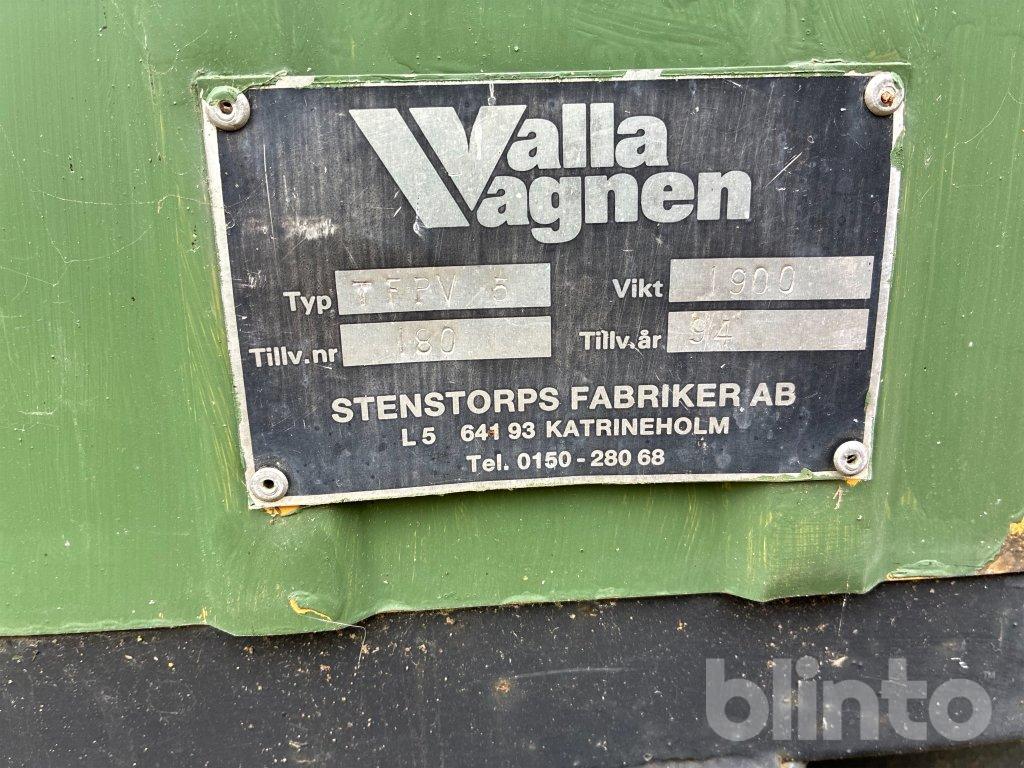 Valla
Vagnen
Typ TFPV 5 Vikt 1900
Tillv.nr 180 Tillv.år 94
STENSTORPS FABRIKER AB
L 5 641 93 KATRINEHOLM
Tel. 0150 - 280 68
blinto